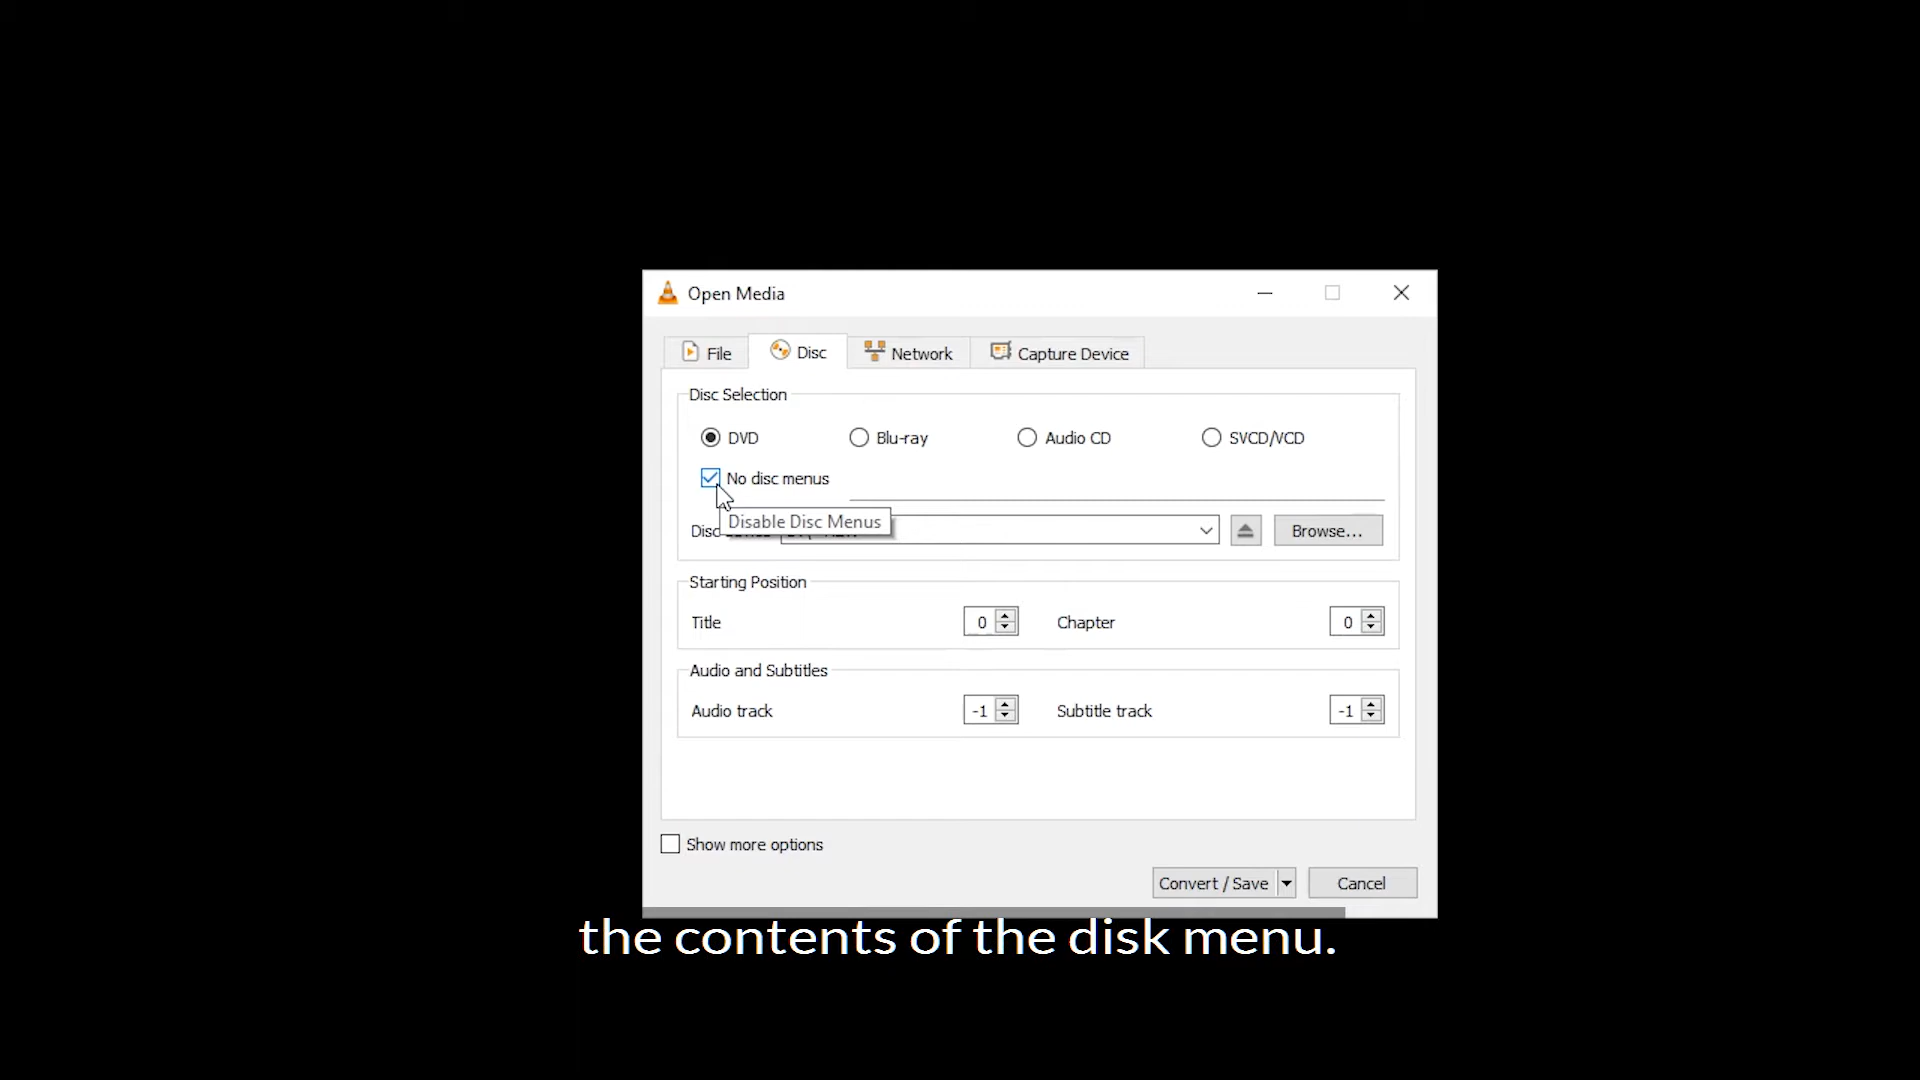 Open Media
File
Disc
Network
Capture Device
Disc Selection
DVD
Blu-ray
Audio CD
SVCD/VCD
No disc menus
Disable Disc Menus
Disc
Browse...
Starting Position
Title
0
Chapter
0
Audio and Subtitles
Audio track
-1
Subtitle track
-1
Show more options
Convert / Save
Cancel
the contents of the disk menu.